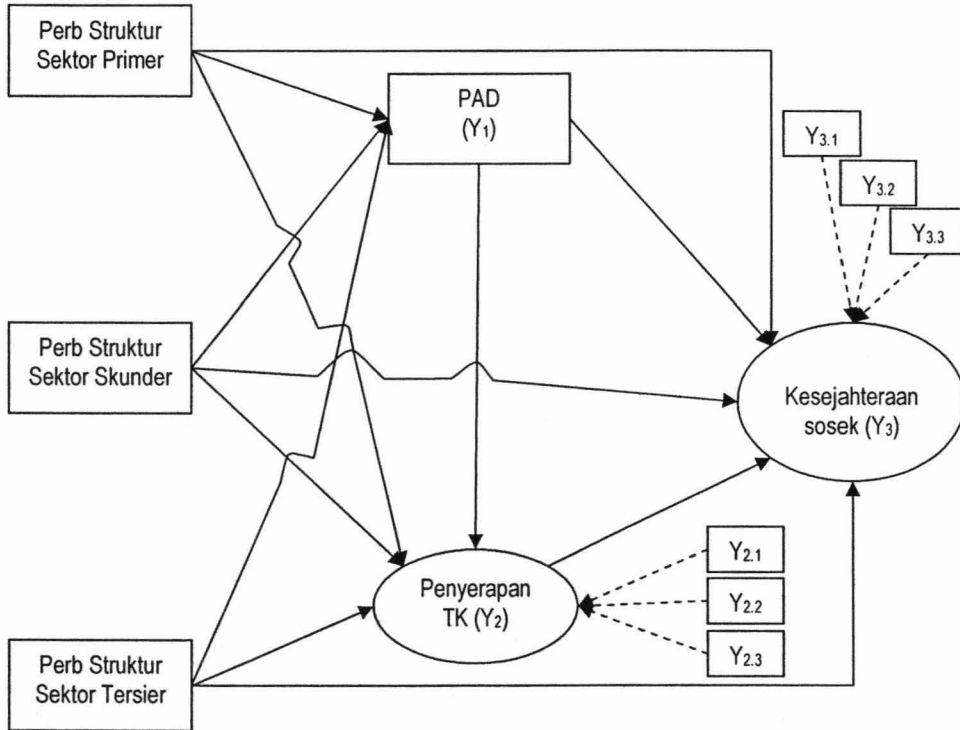 Perb Struktur
Sektor Primer
PAD
(Y₁)
Y₃.₁
Y₃.₂
Y₃.₃
Perb Struktur
Sektor Skunder
Kesejahteraan
sosek (Y₃)
Penyerapan
TK (Y₂)
Y₂.₁
Y₂.₂
Y₂.₃
Perb Struktur
Sektor Tersier